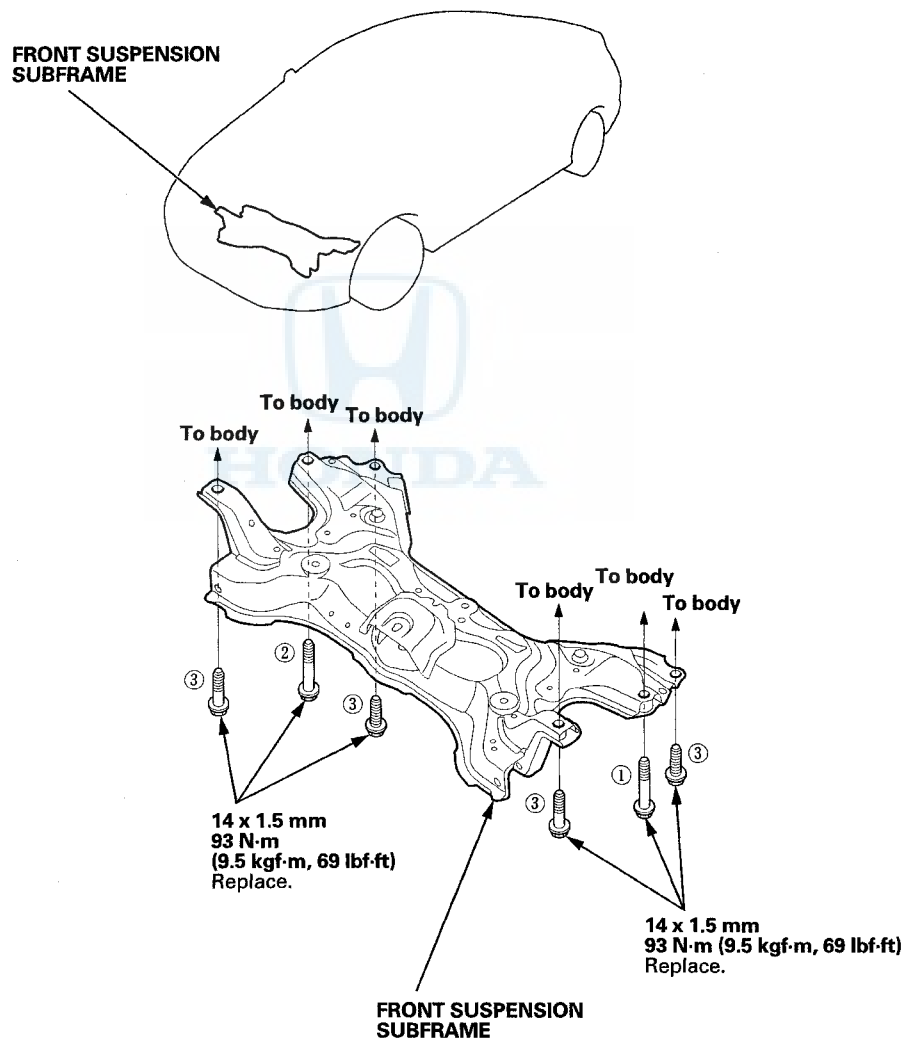 FRONT SUSPENSION
SUBFRAME
To body
To body
To body
HONDA
To body
To body
To body
②
③
③
①
③
③
14 x 1.5 mm
93 N·m
(9.5 kgf·m, 69 lbf·ft)
Replace.
14 x 1.5 mm
93 N·m (9.5 kgf·m, 69 lbf·ft)
Replace.
FRONT SUSPENSION
SUBFRAME